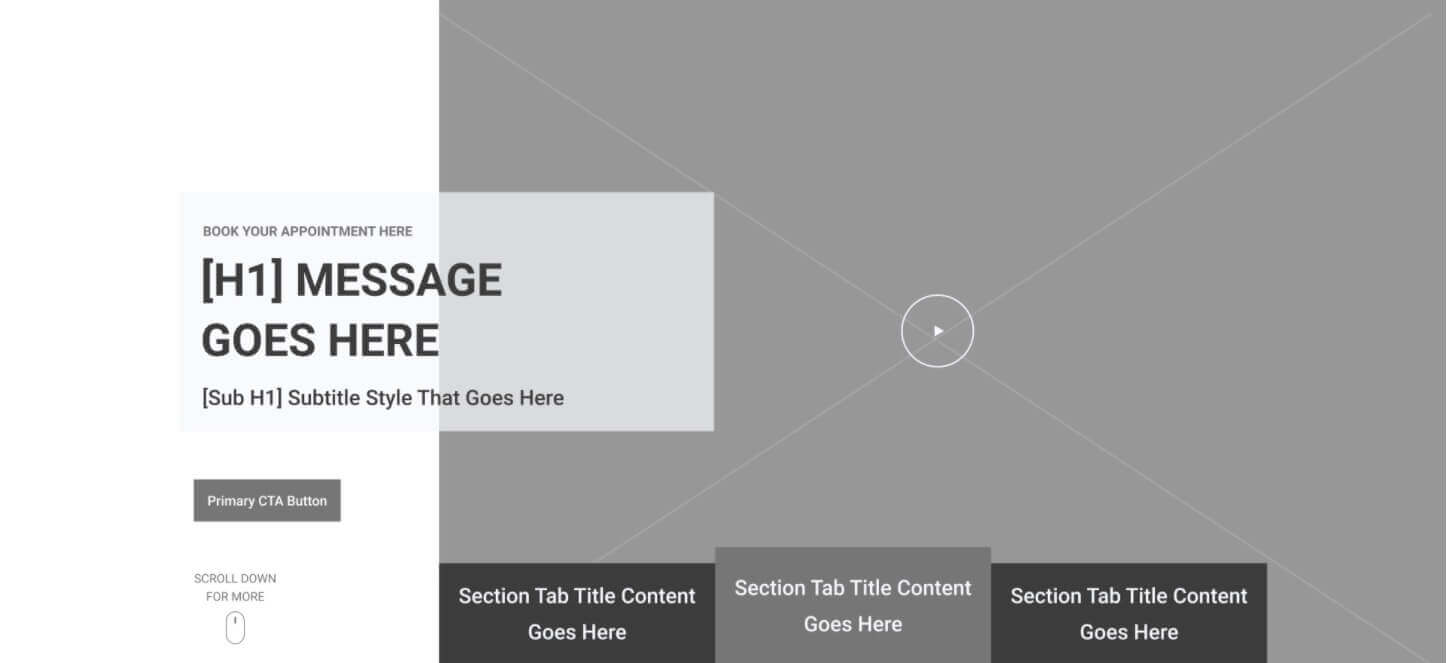 BOOK YOUR APPOINTMENT HERE
[H1] MESSAGE
GOES HERE
[Sub H1] Subtitle Style That Goes Here
Primary CTA Button
SCROLL DOWN
FOR MORE
Section Tab Title Content
Goes Here
Section Tab Title Content
Goes Here
Section Tab Title Content
Goes Here